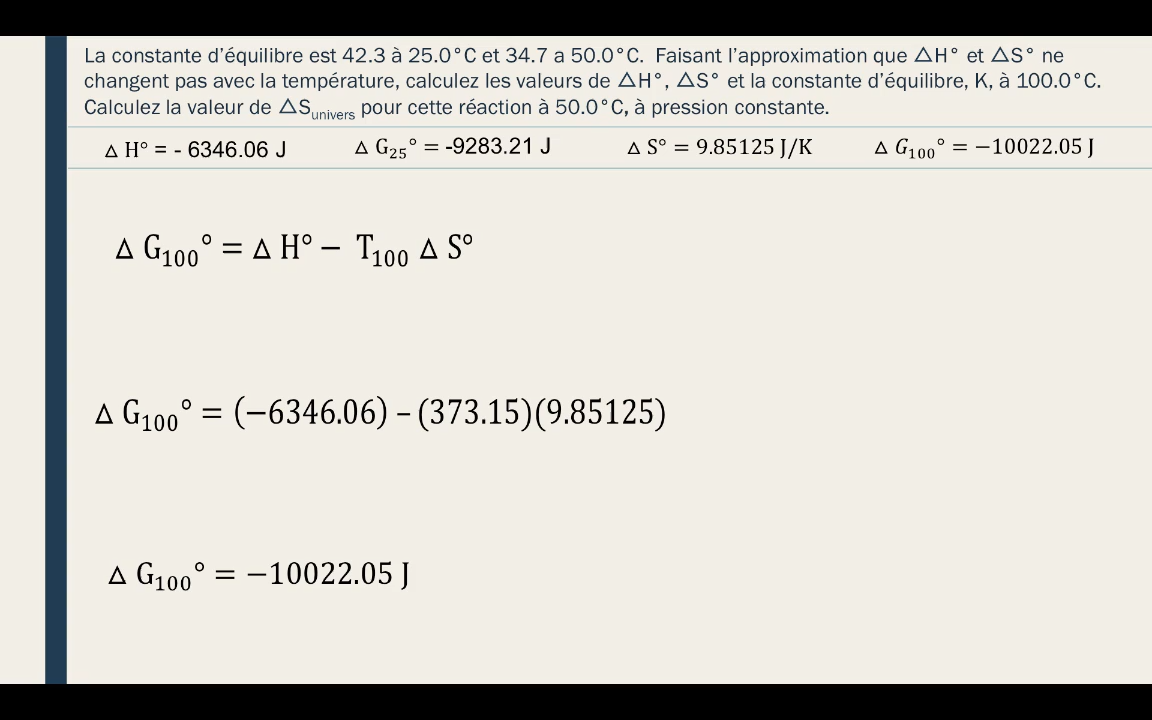 La constante d'équilibre est 42.3 à 25.0°C et 34.7 a 50.0°C.  Faisant l'approximation que △H° et △S° ne
changent pas avec la température, calculez les valeurs de △H°, △S° et la constante d'équilibre, K, à 100.0°C.
Calculez la valeur de △Sunivers pour cette réaction à 50.0°C, à pression constante.
△ H° = - 6346.06 J △ G₂₅° = -9283.21 J △ S° = 9.85125 J/K △ G₁₀₀° = −10022.05 J
△ G₁₀₀° = △ H° − T₁₀₀ △ S°
△ G₁₀₀° = (−6346.06) – (373.15)(9.85125)
△ G₁₀₀° = −10022.05 J